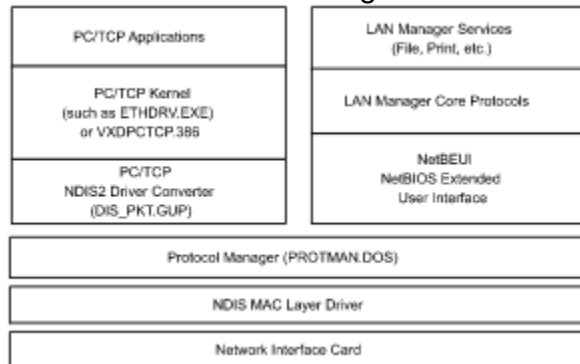 PC/TCP Applications
PC/TCP Kernel
(such as ETHDRV.EXE)
or VXDPCTCP.386
PC/TCP
NDIS2 Driver Converter
(DIS_PKT.GUP)
LAN Manager Services
(File, Print, etc.)
LAN Manager Core Protocols
NetBEUI
NetBIOS Extended
User Interface
Protocol Manager (PROTMAN.DOS)
NDIS MAC Layer Driver
Network Interface Card